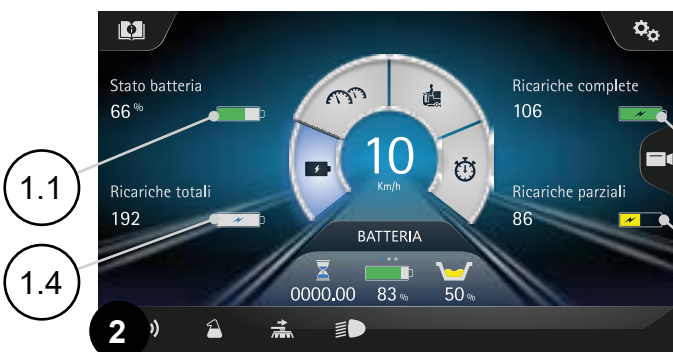 Stato batteria
66 %
Ricariche complete
106
1.1
10
Km/h
Ricariche totali
192
Ricariche parziali
86
1.4
BATTERIA
0000.00 83 % 50 %
2